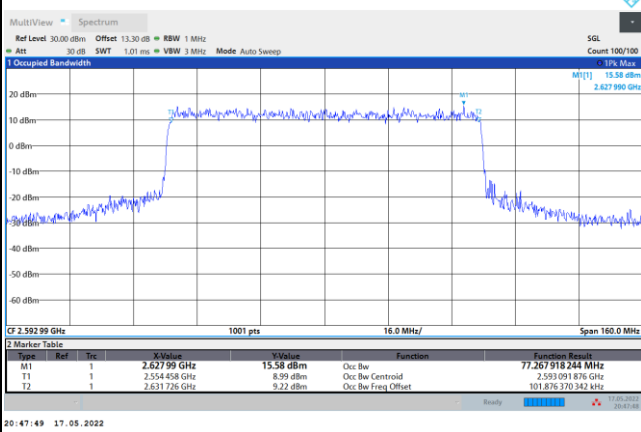 MultiView Spectrum
Ref Level 30.00 dBm Offset 13.30 dB RBW 1 MHz SGL
Att 30 dB SWT 1.01 ms VBW 3 MHz Mode Auto Sweep Count 100/100
1 Occupied Bandwidth 1Pk Max
M1[1] 15.58 dBm
2.627 990 GHz
M1
20 dBm
T1 T2
10 dBm
0 dBm
-10 dBm
-20 dBm
-30 dBm
-40 dBm
-50 dBm
-60 dBm
CF 2.592 99 GHz 1001 pts 16.0 MHz/ Span 160.0 MHz
2 Marker Table
Type Ref Trc X-Value Y-Value Function Function Result
M1 1 2.627 99 GHz 15.58 dBm Occ Bw 77.267 918 244 MHz
T1 1 2.554 458 GHz 8.99 dBm Occ Bw Centroid 2.593 091 876 GHz
T2 1 2.631 726 GHz 9.22 dBm Occ Bw Freq Offset 101.876 370 342 kHz
Ready 17.05.2022
20:47:48
20:47:49 17.05.2022